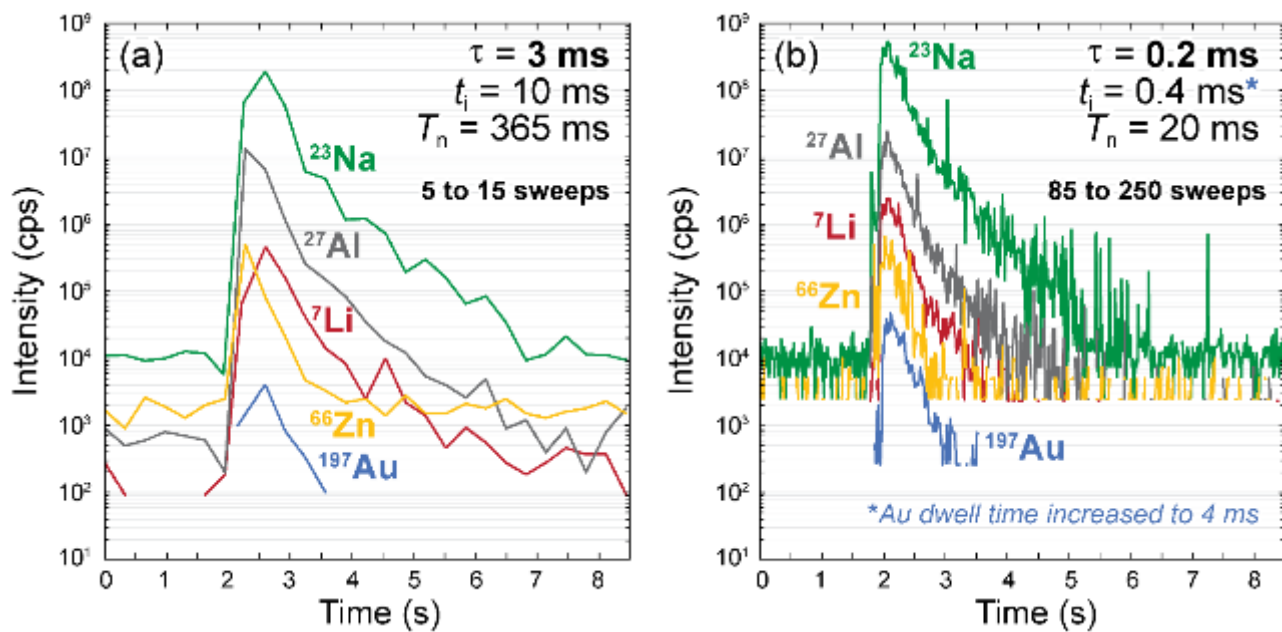 (a)
τ = 3 ms
tᵢ = 10 ms
Tₙ = 365 ms
5 to 15 sweeps
²³Na
²⁷Al
⁷Li
⁶⁶Zn
¹⁹⁷Au
Intensity (cps)
10⁹
10⁸
10⁷
10⁶
10⁵
10⁴
10³
10²
10¹
0 1 2 3 4 5 6 7 8
Time (s)
(b)
τ = 0.2 ms
tᵢ = 0.4 ms*
Tₙ = 20 ms
85 to 250 sweeps
²³Na
²⁷Al
⁷Li
⁶⁶Zn
¹⁹⁷Au
*Au dwell time increased to 4 ms
Intensity (cps)
10⁹
10⁸
10⁷
10⁶
10⁵
10⁴
10³
10²
10¹
0 1 2 3 4 5 6 7 8
Time (s)